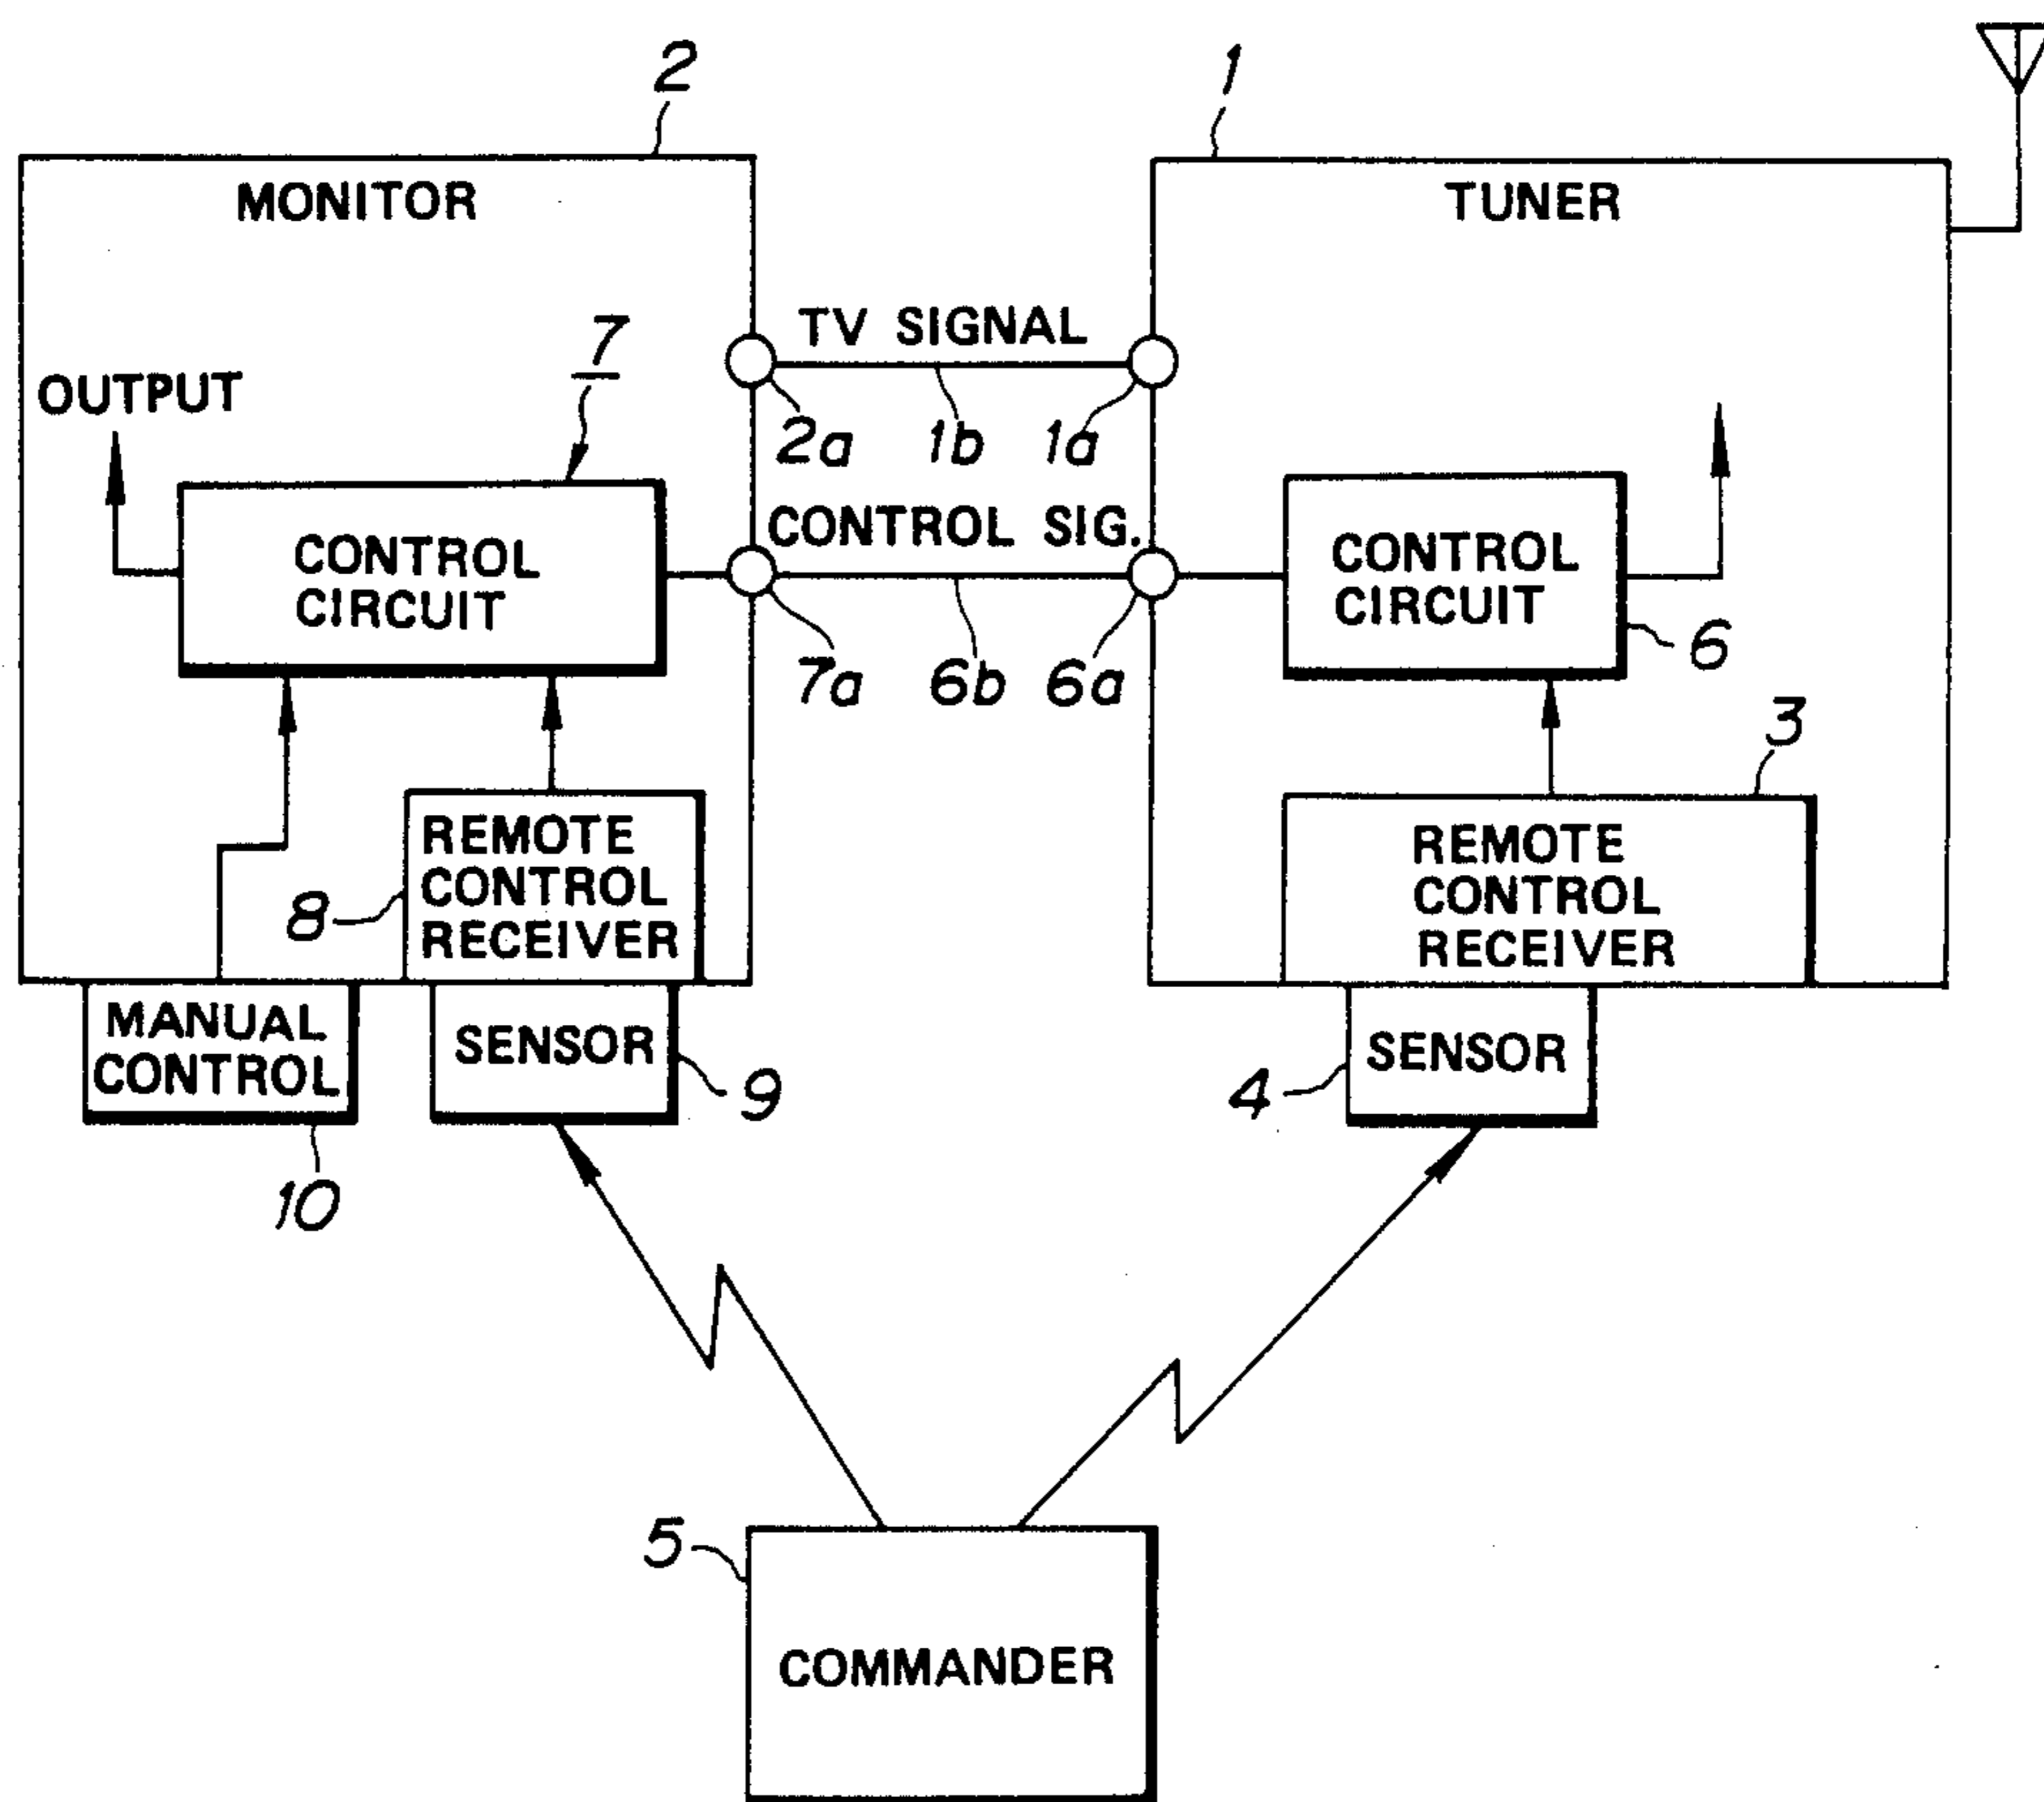 2
1
MONITOR
TUNER
TV SIGNAL
7
OUTPUT
2a
1b
1a
CONTROL SIG.
CONTROL
CIRCUIT
CONTROL
CIRCUIT
6
7a
6b
6a
3
REMOTE
CONTROL
RECEIVER
8
REMOTE
CONTROL
RECEIVER
MANUAL
CONTROL
SENSOR
9
SENSOR
4
10
5
COMMANDER